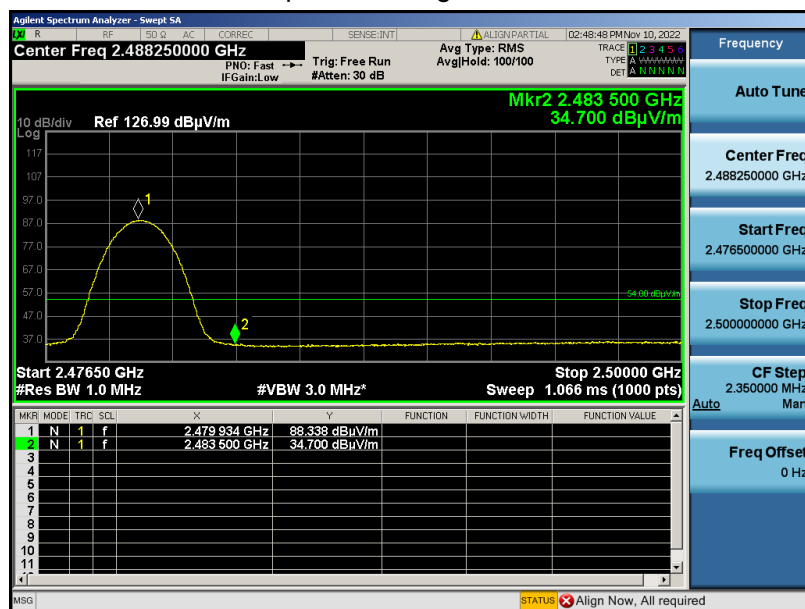 Agilent Spectrum Analyzer - Swept SA
LXI R RF 50 Ω AC CORREC SENSE:INT ALIGN PARTIAL 02:48:48 PM Nov 10, 2022
Center Freq 2.488250000 GHz Avg Type: RMS TRACE 1 2 3 4 5 6
PNO: Fast Trig: Free Run Avg|Hold: 100/100 TYPE A WWWWW
IFGain:Low #Atten: 30 dB DET A N N N N N
Mkr2 2.483 500 GHz
34.700 dBμV/m
10 dB/div Ref 126.99 dBμV/m
Log
117
107
97.0
87.0
77.0
67.0
57.0
47.0
37.0
1
2
54.00 dBμV/m
Start 2.47650 GHz Stop 2.50000 GHz
#Res BW 1.0 MHz #VBW 3.0 MHz* Sweep 1.066 ms (1000 pts)
MKR MODE TRC SCL X Y FUNCTION FUNCTION WIDTH FUNCTION VALUE
1 N 1 f 2.479 934 GHz 88.338 dBμV/m
2 N 1 f 2.483 500 GHz 34.700 dBμV/m
3
4
5
6
7
8
9
10
11
MSG STATUS Align Now, All required
Frequency
Auto Tune
Center Freq
2.488250000 GHz
Start Freq
2.476500000 GHz
Stop Freq
2.500000000 GHz
CF Step
2.350000 MHz
Auto Man
Freq Offset
0 Hz